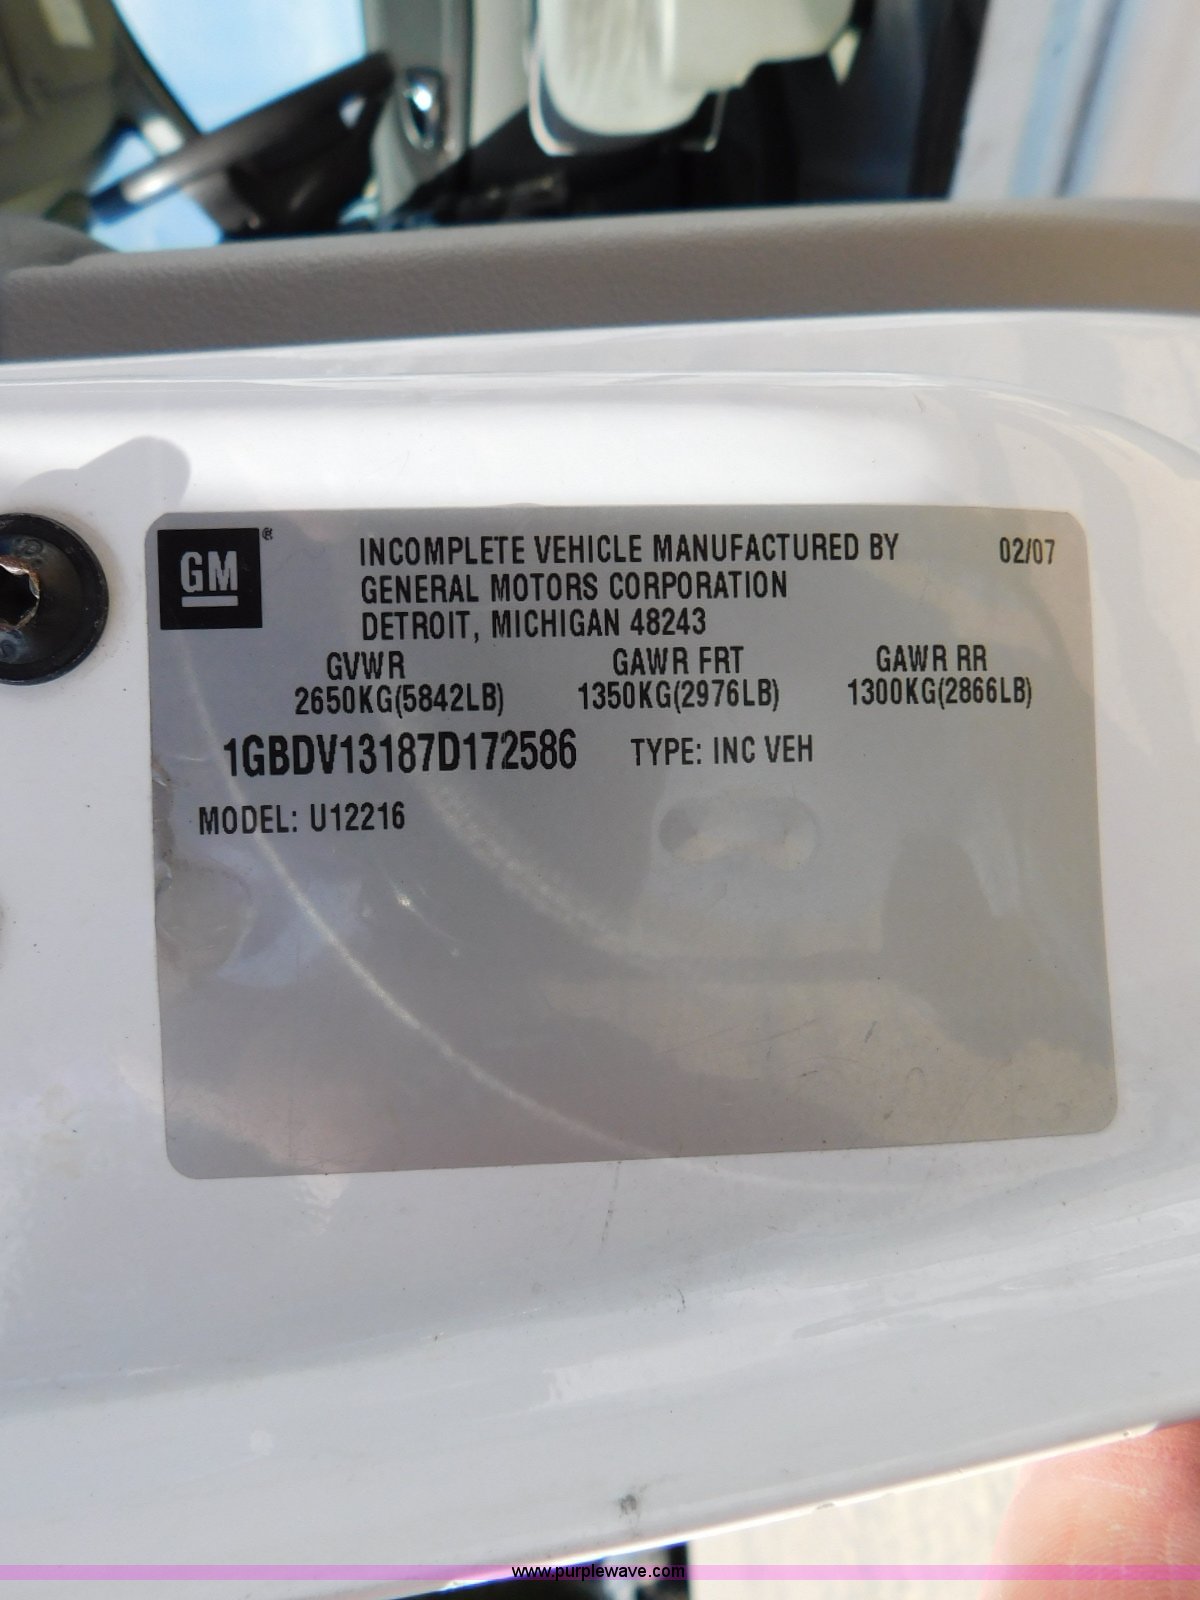 GM ®
INCOMPLETE VEHICLE MANUFACTURED BY 02/07
GENERAL MOTORS CORPORATION
DETROIT, MICHIGAN 48243
GVWR GAWR FRT GAWR RR
2650KG(5842LB) 1350KG(2976LB) 1300KG(2866LB)
1GBDV13187D172586 TYPE: INC VEH
MODEL: U12216
www.purplewave.com